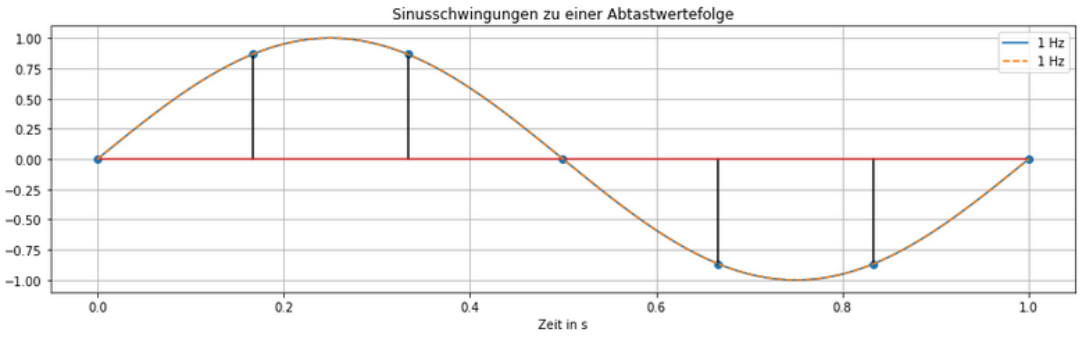 Sinusschwingungen zu einer Abtastwertefolge
1.00
0.75
0.50
0.25
0.00
−0.25
−0.50
−0.75
−1.00
1 Hz
1 Hz
0.0 0.2 0.4 0.6 0.8 1.0
Zeit in s